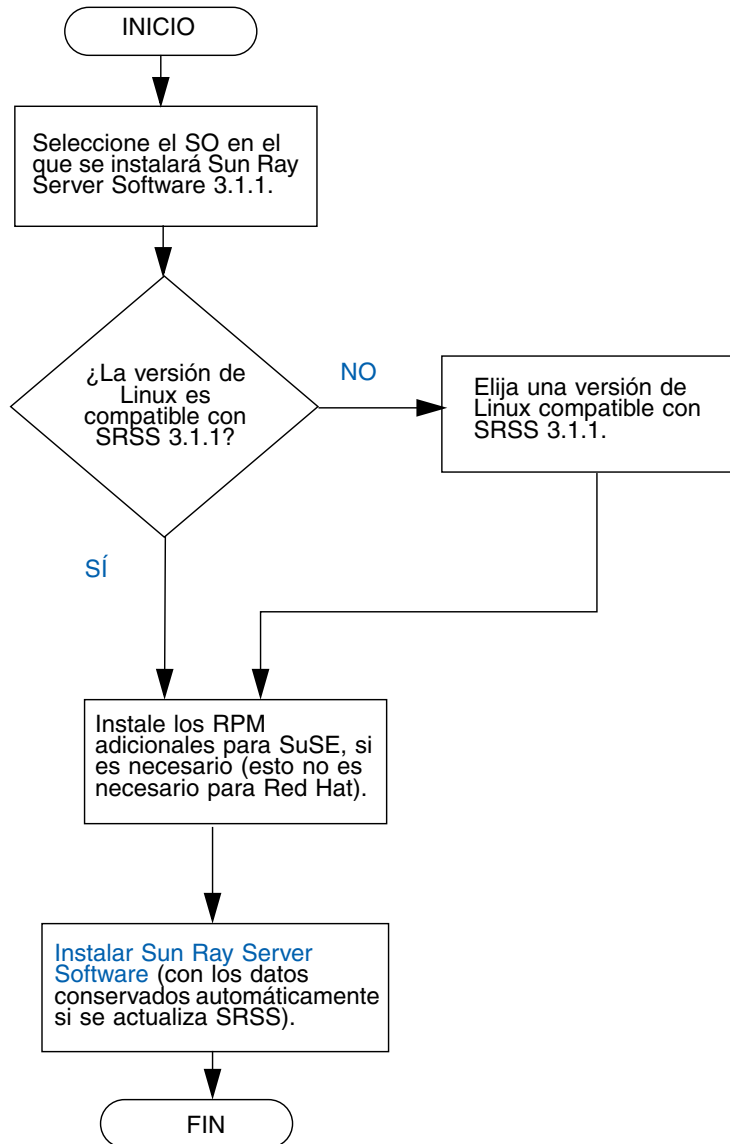 INICIO
Seleccione el SO en el
que se instalará Sun Ray
Server Software 3.1.1.
¿La versión de
Linux es
compatible con
SRSS 3.1.1?
NO
Elija una versión de
Linux compatible con
SRSS 3.1.1.
SÍ
Instale los RPM
adicionales para SuSE, si
es necesario (esto no es
necesario para Red Hat).
Instalar Sun Ray Server
Software (con los datos
conservados automáticamente
si se actualiza SRSS).
FIN